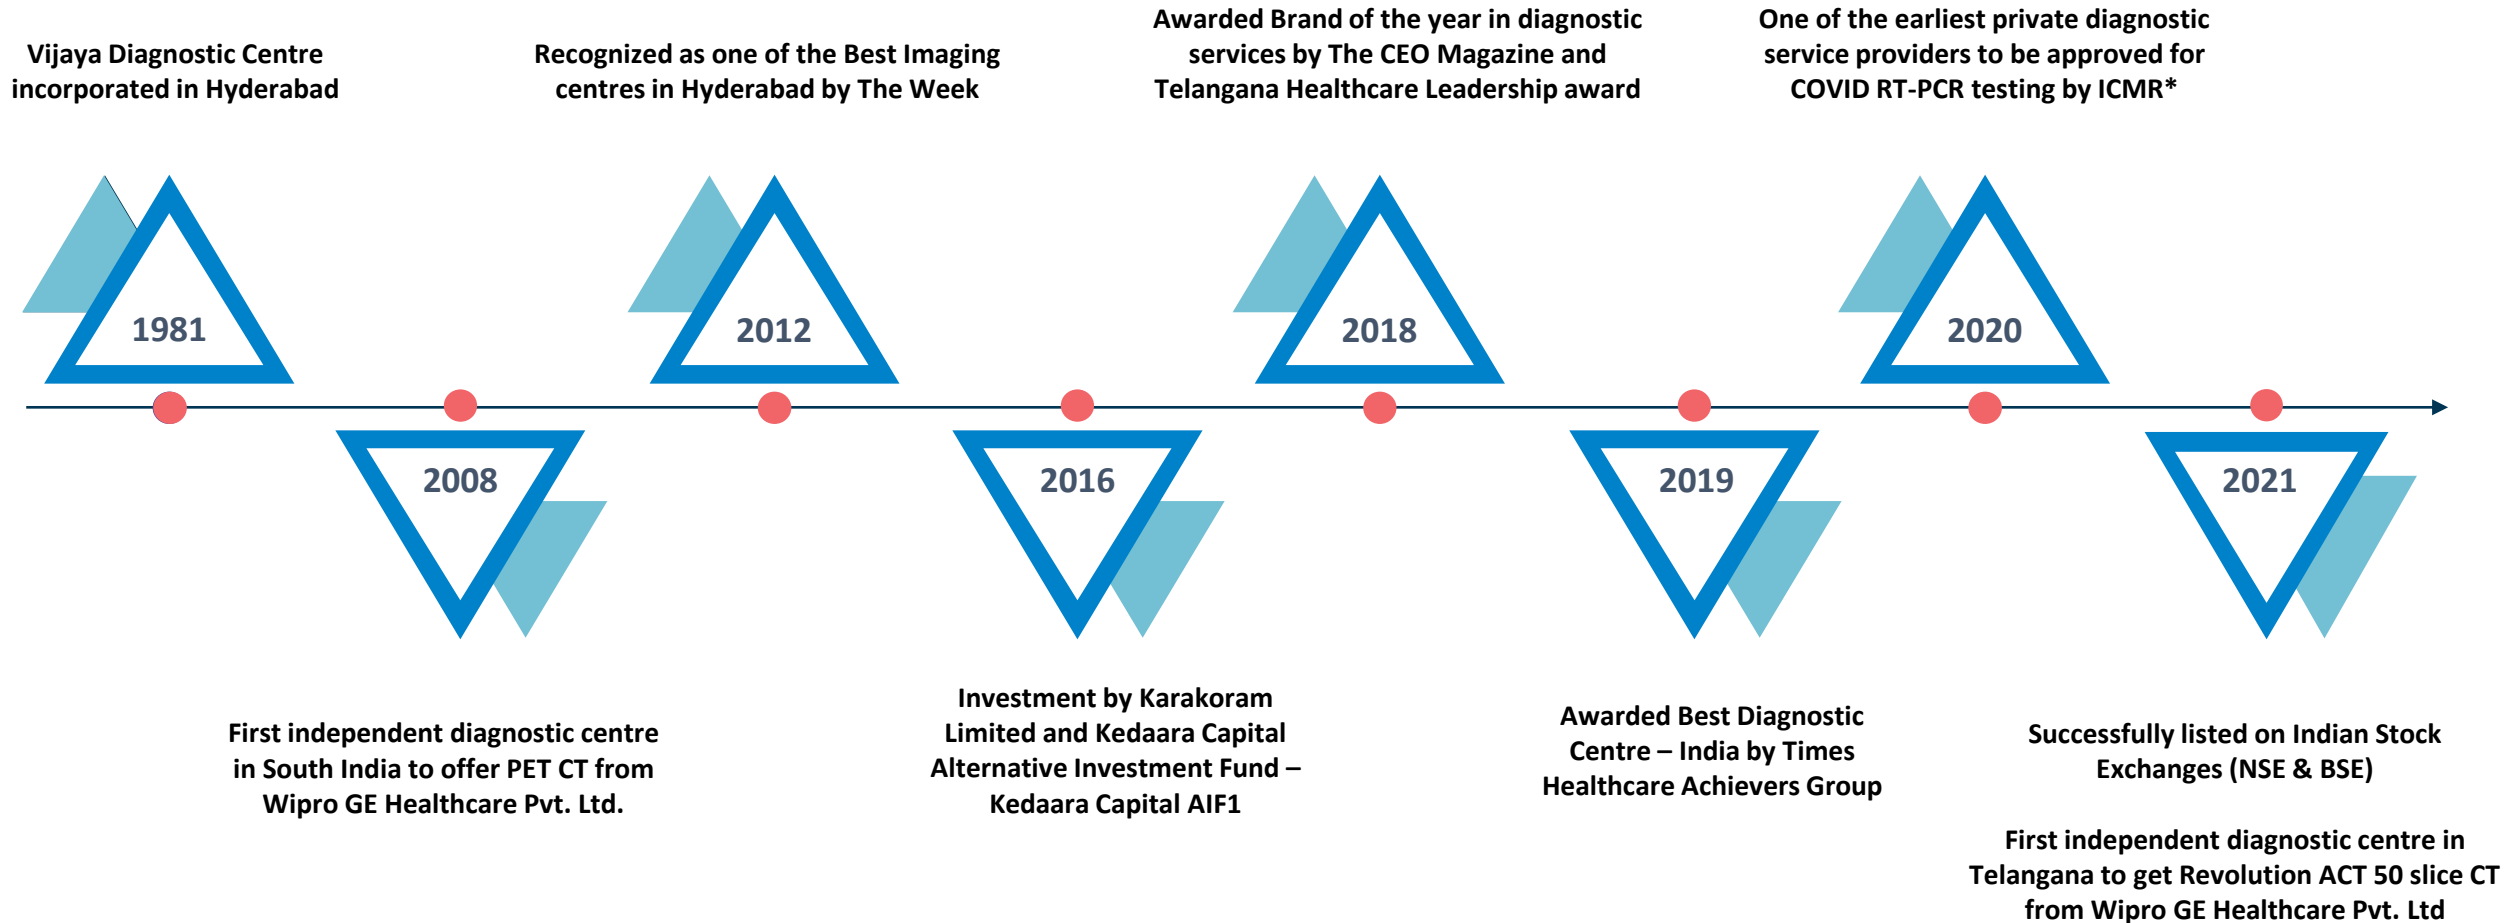 Vijaya Diagnostic Centre
incorporated in Hyderabad
Recognized as one of the Best Imaging
centres in Hyderabad by The Week
Awarded Brand of the year in diagnostic
services by The CEO Magazine and
Telangana Healthcare Leadership award
One of the earliest private diagnostic
service providers to be approved for
COVID RT-PCR testing by ICMR*
1981
2012
2018
2020
2008
2016
2019
2021
First independent diagnostic centre
in South India to offer PET CT from
Wipro GE Healthcare Pvt. Ltd.
Investment by Karakoram
Limited and Kedaara Capital
Alternative Investment Fund –
Kedaara Capital AIF1
Awarded Best Diagnostic
Centre – India by Times
Healthcare Achievers Group
Successfully listed on Indian Stock
Exchanges (NSE & BSE)
First independent diagnostic centre in
Telangana to get Revolution ACT 50 slice CT
from Wipro GE Healthcare Pvt. Ltd